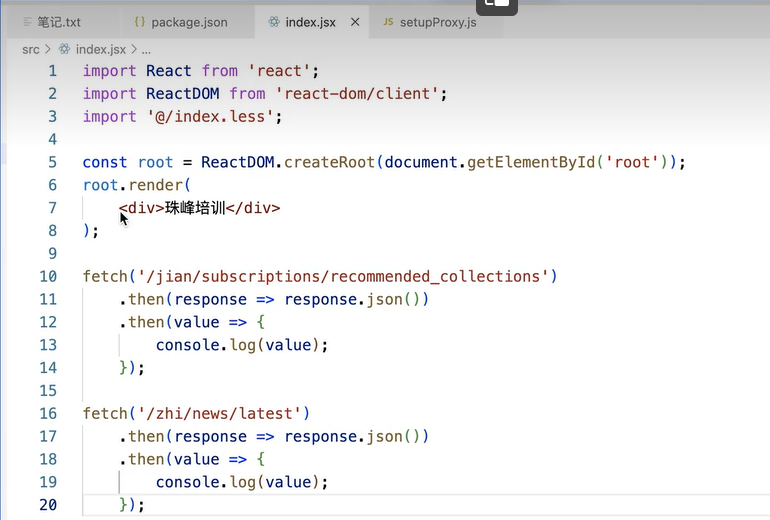 笔记.txt {} package.json index.jsx × JS setupProxy.js
src > index.jsx > ...
1 import React from 'react';
2 import ReactDOM from 'react-dom/client';
3 import '@/index.less';
4
5 const root = ReactDOM.createRoot(document.getElementById('root'));
6 root.render(
7 <div>珠峰培训</div>
8 );
9
10 fetch('/jian/subscriptions/recommended_collections')
11 .then(response => response.json())
12 .then(value => {
13 console.log(value);
14 });
15
16 fetch('/zhi/news/latest')
17 .then(response => response.json())
18 .then(value => {
19 console.log(value);
20 });